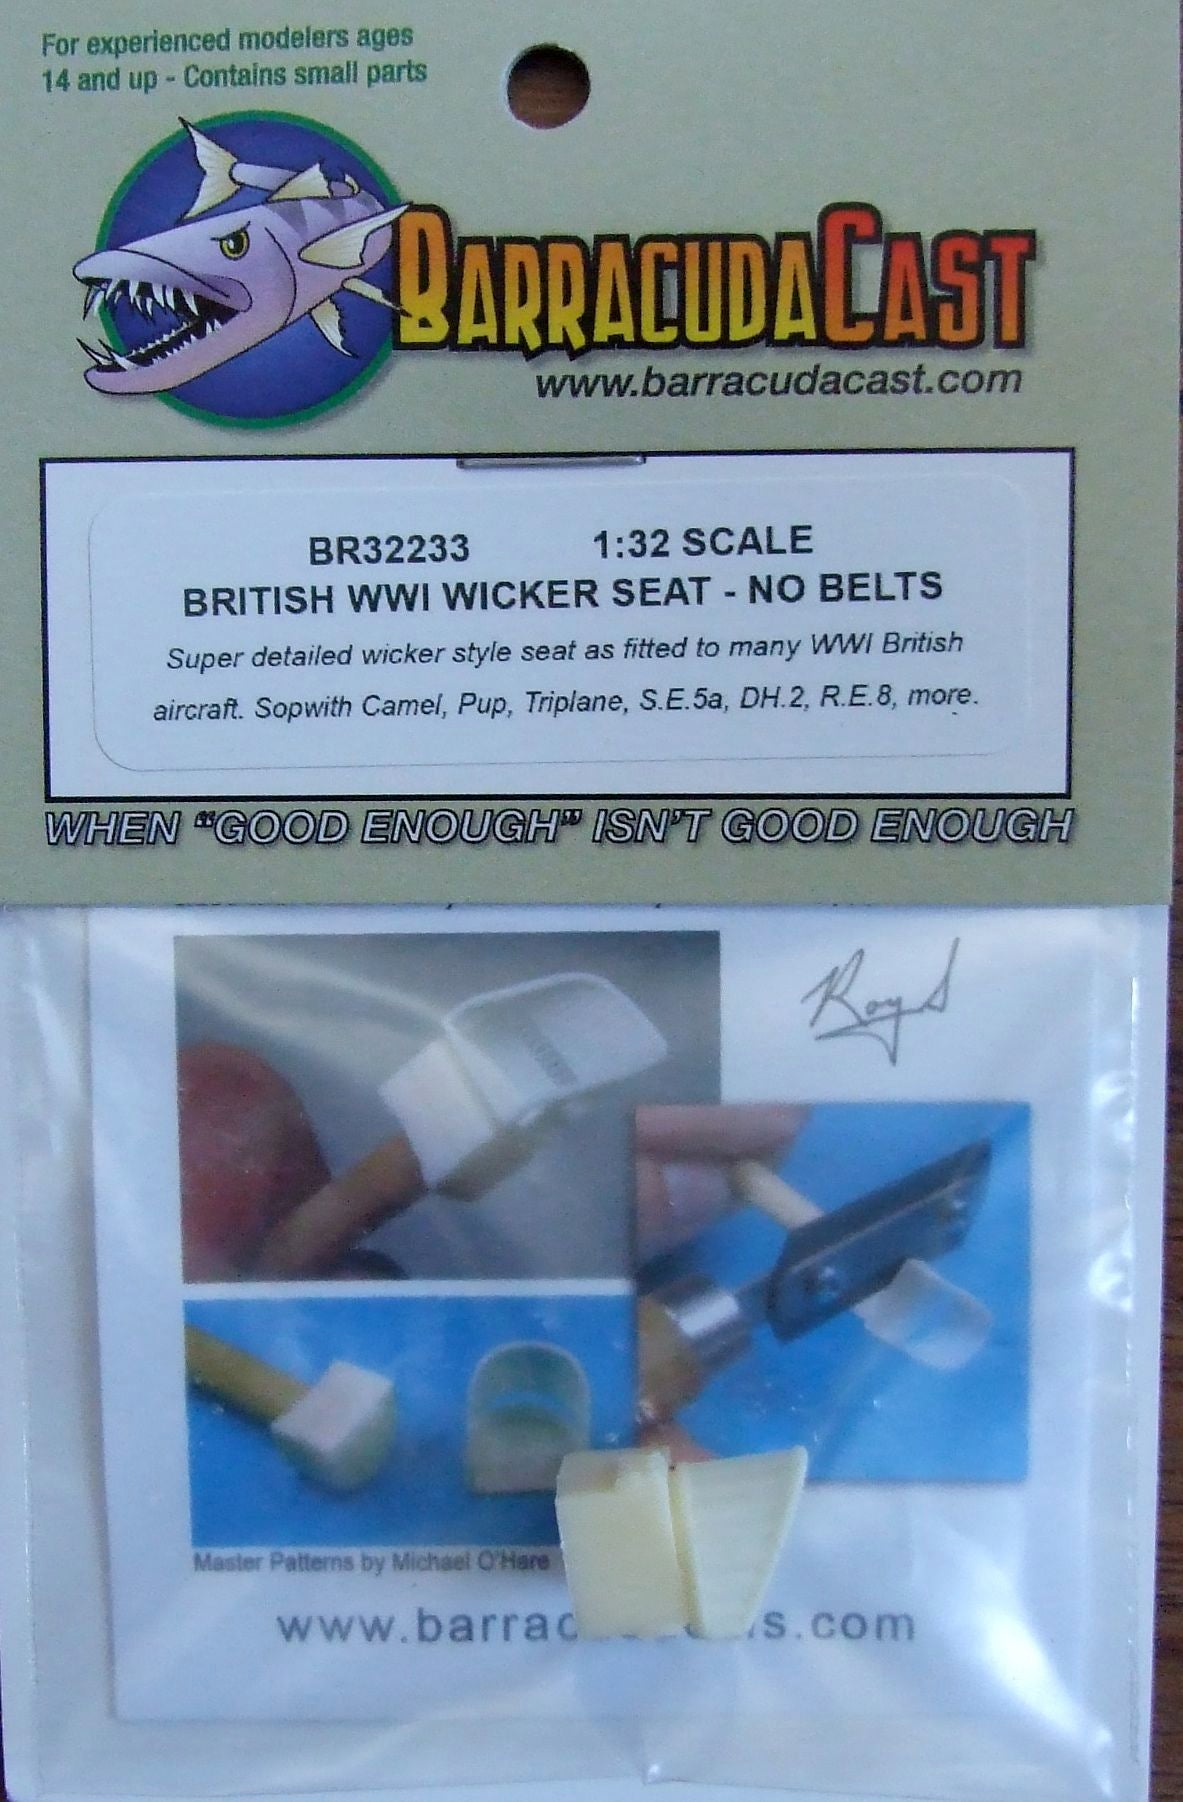 For experienced modelers ages
14 and up - Contains small parts
BARRACUDACAST
www.barracudacast.com
BR32233 1:32 SCALE
BRITISH WWI WICKER SEAT - NO BELTS
Super detailed wicker style seat as fitted to many WWI British
aircraft. Sopwith Camel, Pup, Triplane, S.E.5a, DH.2, R.E.8, more.
WHEN "GOOD ENOUGH" ISN'T GOOD ENOUGH
Roy S
Master Patterns by Michael O'Hare